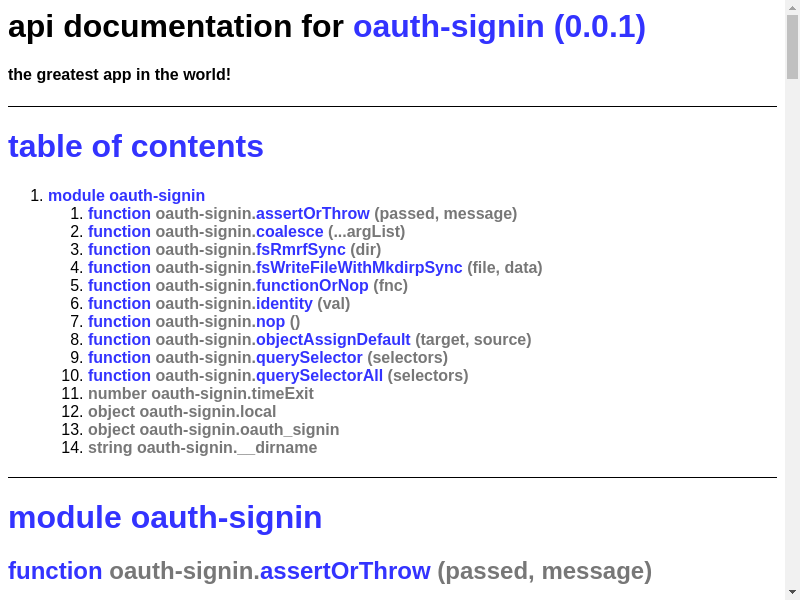 api documentation for oauth-signin (0.0.1)
the greatest app in the world!
table of contents
1. module oauth-signin
1. function oauth-signin.assertOrThrow (passed, message)
2. function oauth-signin.coalesce (...argList)
3. function oauth-signin.fsRmrfSync (dir)
4. function oauth-signin.fsWriteFileWithMkdirpSync (file, data)
5. function oauth-signin.functionOrNop (fnc)
6. function oauth-signin.identity (val)
7. function oauth-signin.nop ()
8. function oauth-signin.objectAssignDefault (target, source)
9. function oauth-signin.querySelector (selectors)
10. function oauth-signin.querySelectorAll (selectors)
11. number oauth-signin.timeExit
12. object oauth-signin.local
13. object oauth-signin.oauth_signin
14. string oauth-signin.__dirname
module oauth-signin
function oauth-signin.assertOrThrow (passed, message)